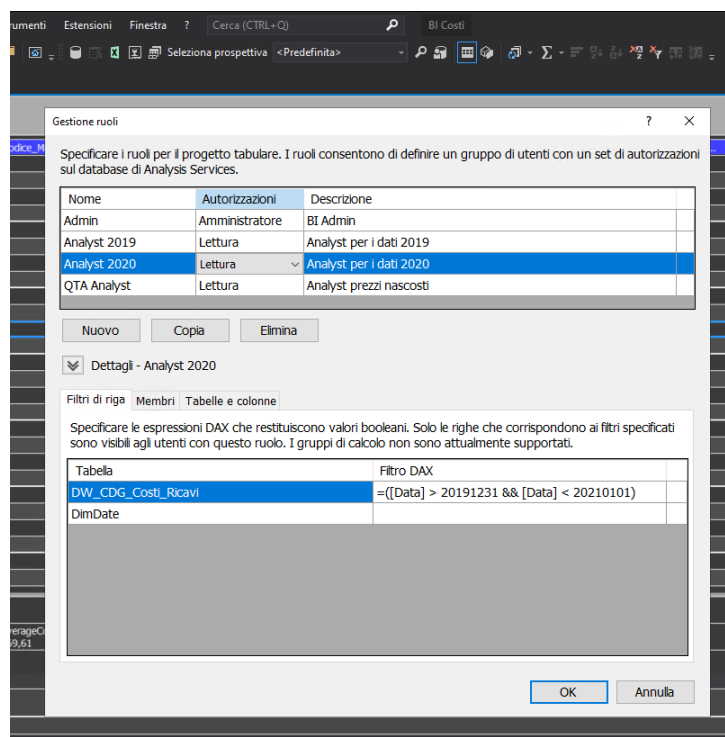 rumenti Estensioni Finestra ? Cerca (CTRL+Q) BI Costi
Seleziona prospettiva <Predefinita>
Gestione ruoli ? ×
odice_M
Specificare i ruoli per il progetto tabulare. I ruoli consentono di definire un gruppo di utenti con un set di autorizzazioni
sul database di Analysis Services.
Nome Autorizzazioni Descrizione
Admin Amministratore BI Admin
Analyst 2019 Lettura Analyst per i dati 2019
Analyst 2020 Lettura Analyst per i dati 2020
QTA Analyst Lettura Analyst prezzi nascosti
Nuovo Copia Elimina
Dettagli - Analyst 2020
Filtri di riga Membri Tabelle e colonne
Specificare le espressioni DAX che restituiscono valori booleani. Solo le righe che corrispondono ai filtri specificati
sono visibili agli utenti con questo ruolo. I gruppi di calcolo non sono attualmente supportati.
Tabella Filtro DAX
DW_CDG_Costi_Ricavi =([Data] > 20191231 && [Data] < 20210101)
DimDate
verageC
59,61
OK Annulla